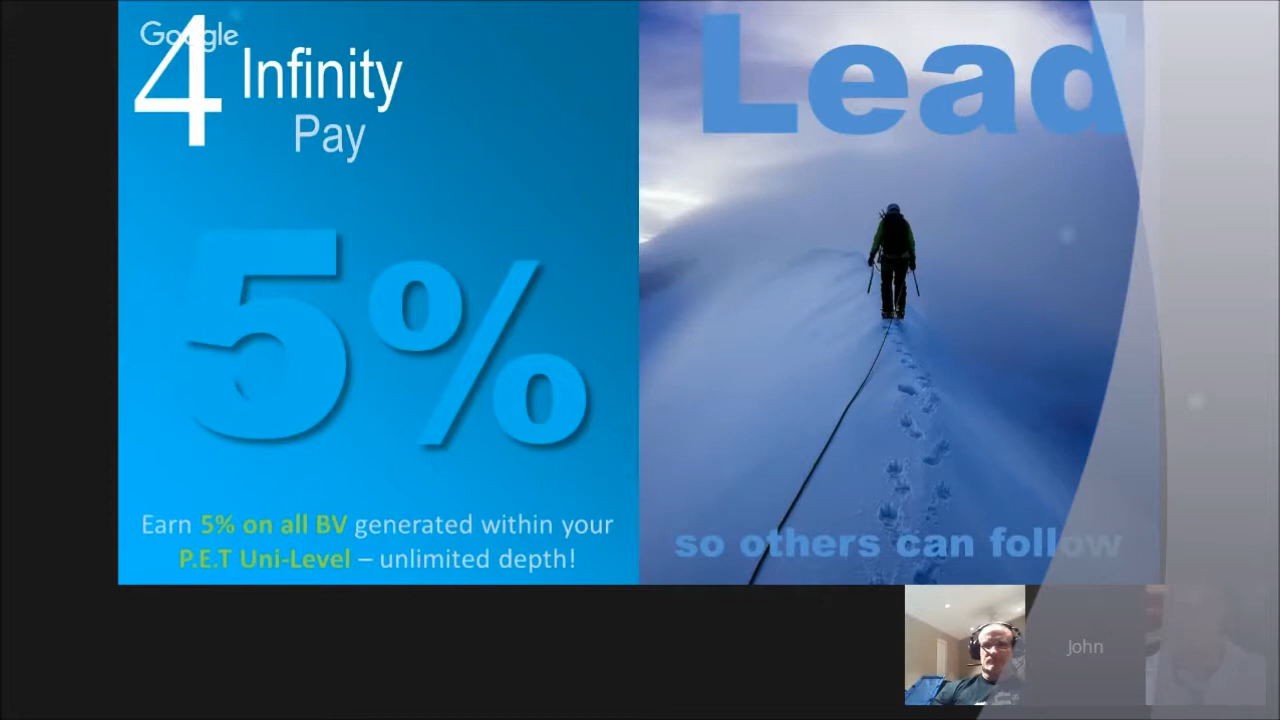 Google
4 Infinity
Pay
5%
Earn 5% on all BV generated within your
P.E.T Uni-Level – unlimited depth!
Lead
so others can follow
John